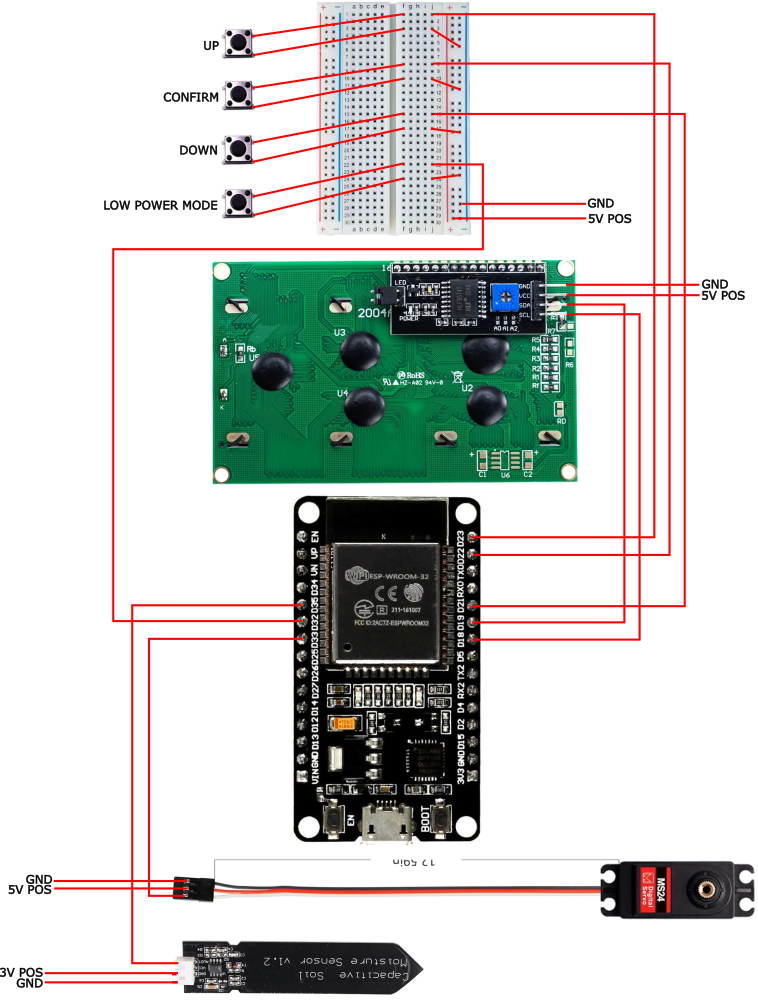 a b c d e f g h i j
+ − + −
UP
CONFIRM
DOWN
LOW POWER MODE
GND
5V POS
a b c d e f g h i j
+ − + −
16
LED
POWER
GND
VCC
SDA
SCL
A0 A1 A2
GND
5V POS
2004A
U3
Rb
R7
R5
R4
R3
R2
R1
Rf
R6
RoHS
HZ-A02 94V-0
U4
U2
A
K
RD
C1 U6 C2
EN
VP
VN
D34
D35
D32
D33
D25
D26
D27
D14
D12
D13
GND
VIN
K
WiFi
ESP-WROOM-32
CE
R 211-161007
FCC ID:2AC7Z-ESPWROOM32
D23
D22
TX0
RX0
D21
D19
D18
D5
TX2
RX2
D4
D2
D15
GND
3V3
EN
BOOT
12.59in
GND
5V POS
MS24
Digital
Servo
3V POS
GND
Capacitive Soil
Moisture Sensor v1.2